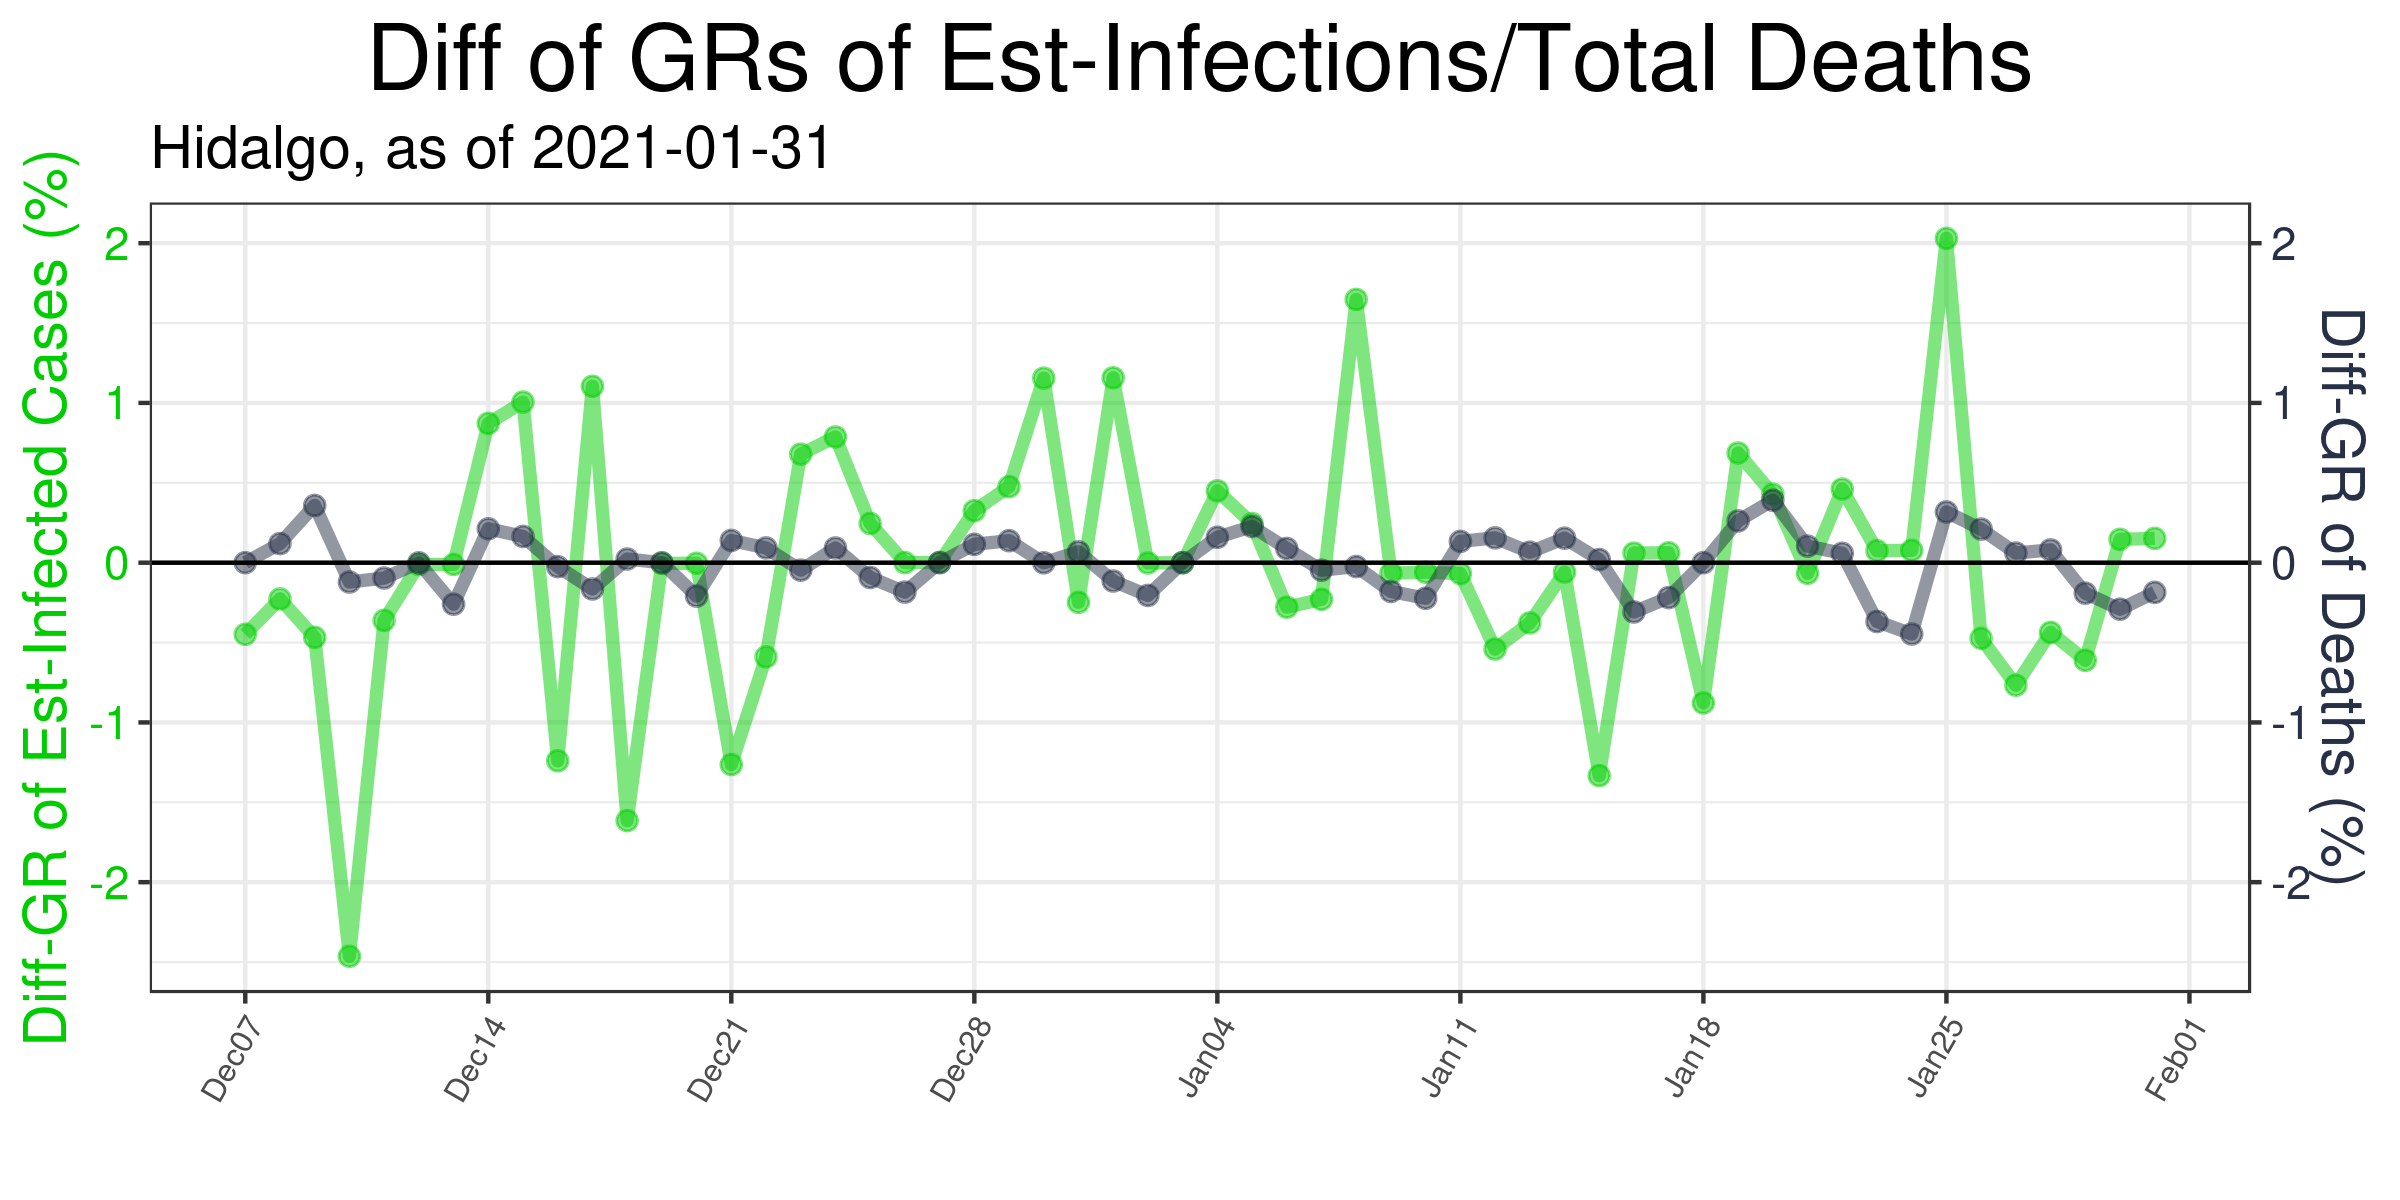 Diff of GRs of Est-Infections/Total Deaths
Hidalgo, as of 2021-01-31
Diff-GR of Est-Infected Cases (%)
2
1
0
-1
-2
2
1
0
-1
-2
Diff-GR of Deaths (%)
Dec07
Dec14
Dec21
Dec28
Jan04
Jan11
Jan18
Jan25
Feb01